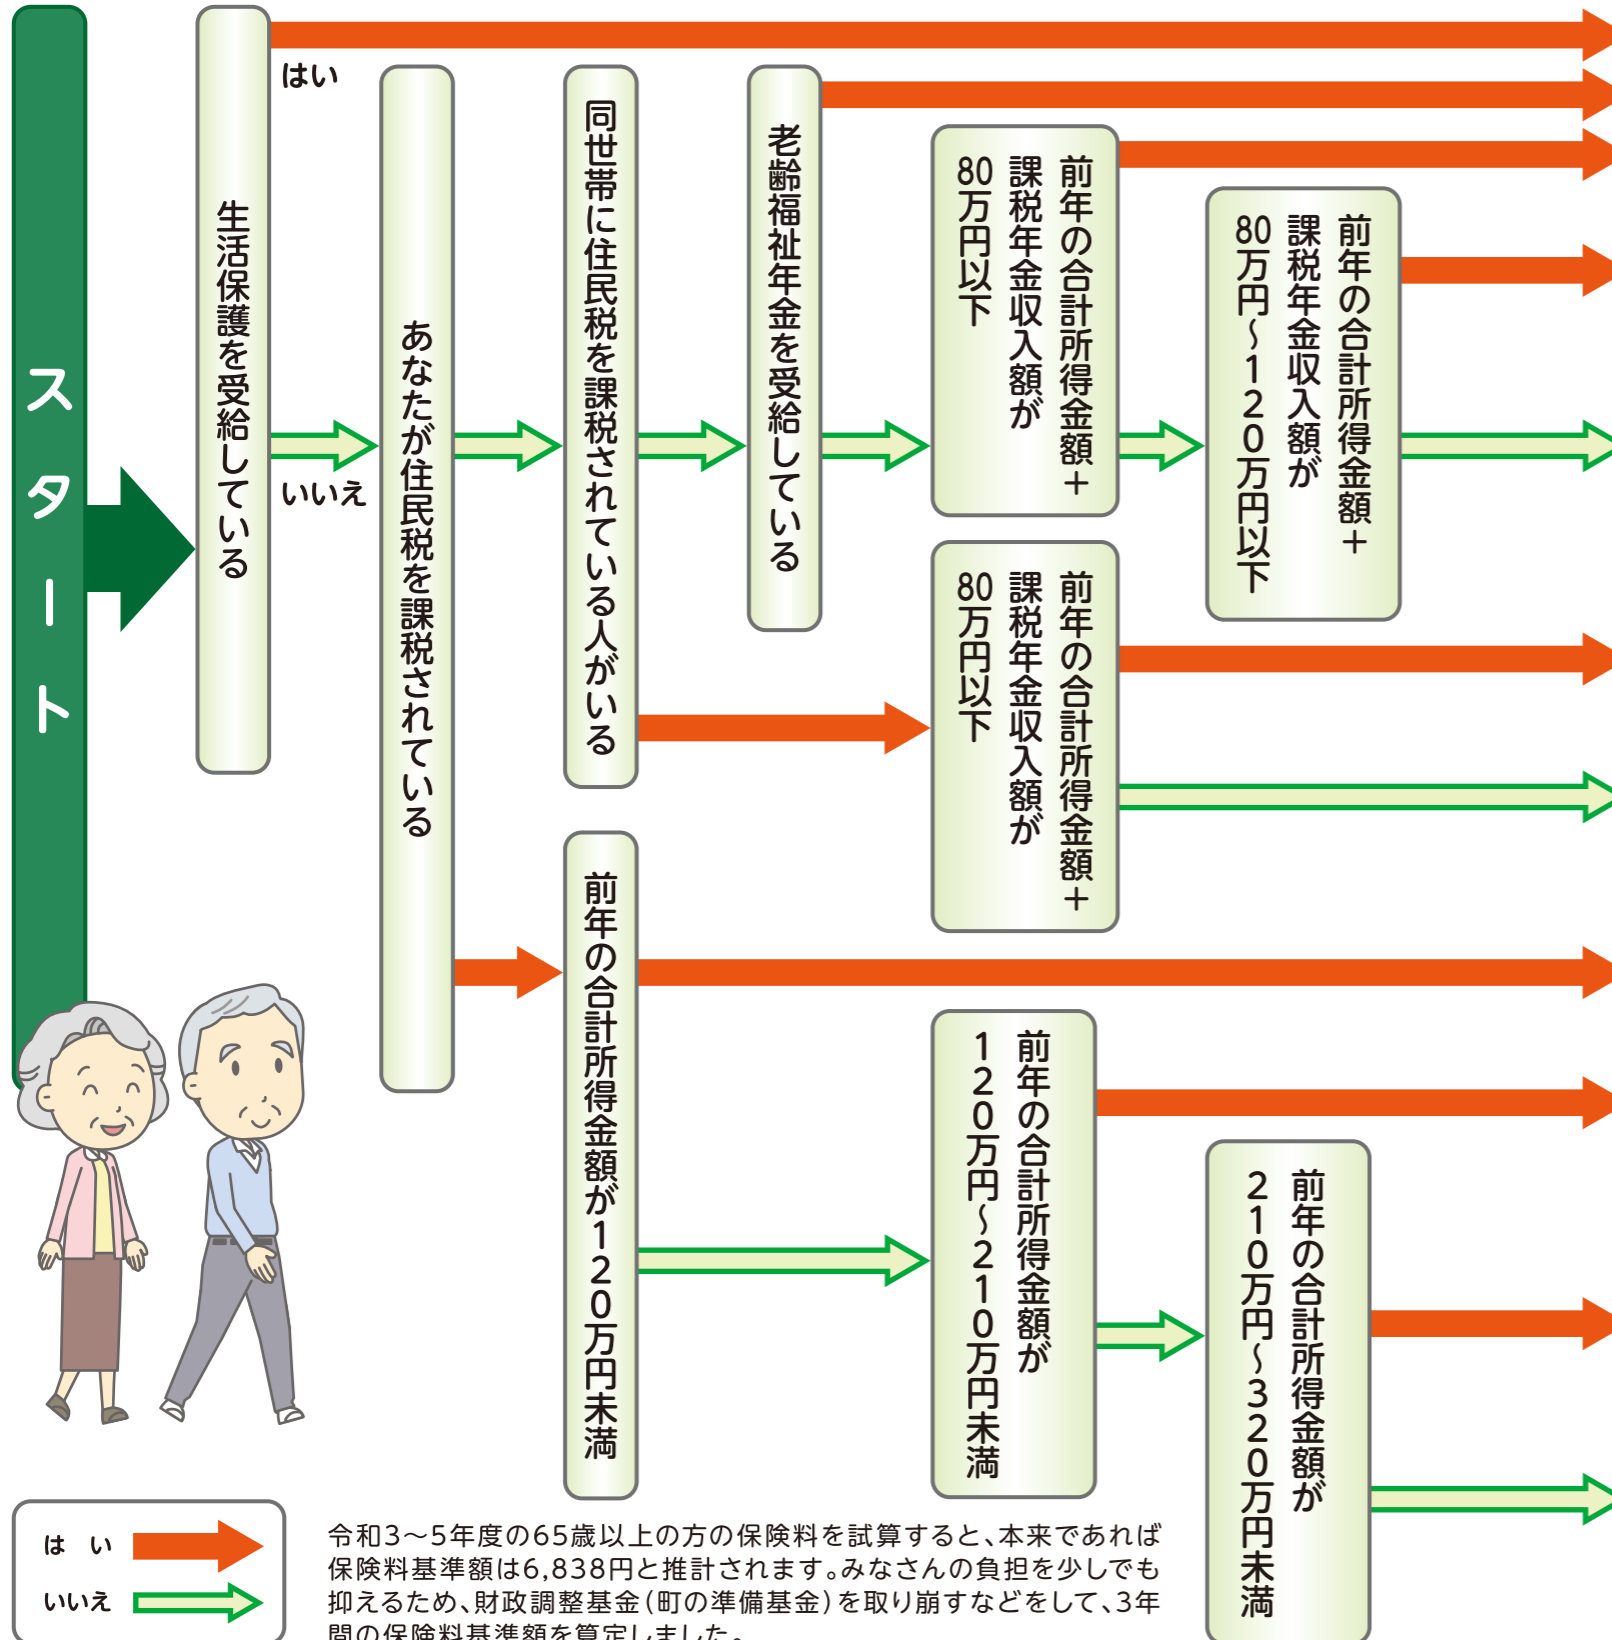 スタート
生活保護を受給している
はい
いいえ
あなたが住民税を課税されている
同世帯に住民税を課税されている人がいる
老齢福祉年金を受給している
前年の合計所得金額＋
課税年金収入額が
80万円以下
前年の合計所得金額＋
課税年金収入額が
80万円～120万円以下
前年の合計所得金額＋
課税年金収入額が
80万円以下
前年の合計所得金額が120万円未満
前年の合計所得金額が
120万円～210万円未満
前年の合計所得金額が
210万円～320万円未満
は　い
いいえ
令和3～5年度の65歳以上の方の保険料を試算すると、本来であれば
保険料基準額は6,838円と推計されます。みなさんの負担を少しでも
抑えるため、財政調整基金（町の準備基金）を取り崩すなどをして、3年
間の保険料基準額を算定しました。